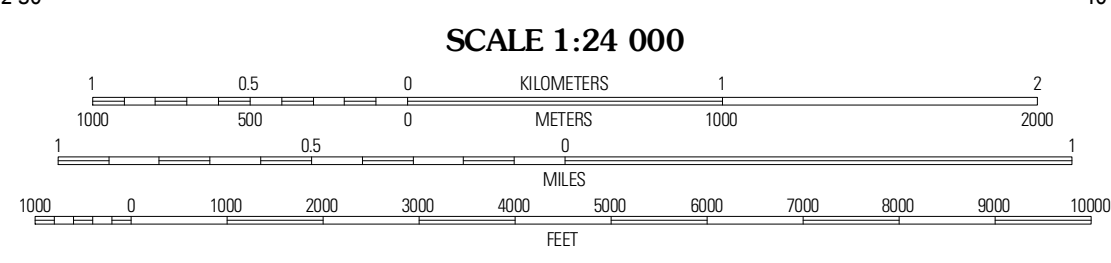 SCALE 1:24 000
1 0.5 0 KILOMETERS 1 2
1000 500 0 METERS 1000 2000
1 0.5 0 1
MILES
1000 0 1000 2000 3000 4000 5000 6000 7000 8000 9000 10000
FEET